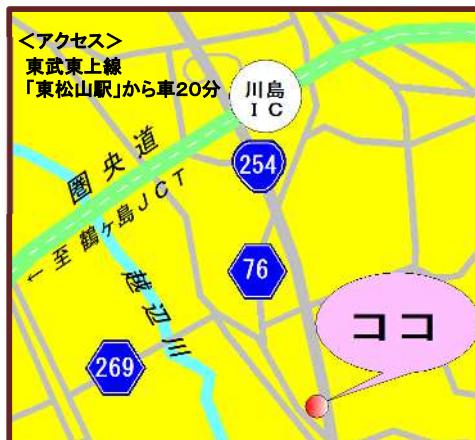 <アクセス>
東武東上線
「東松山駅」から車20分
川島
IC
254
圏央道
←至鶴ヶ島JCT
越辺川
76
269
ココ